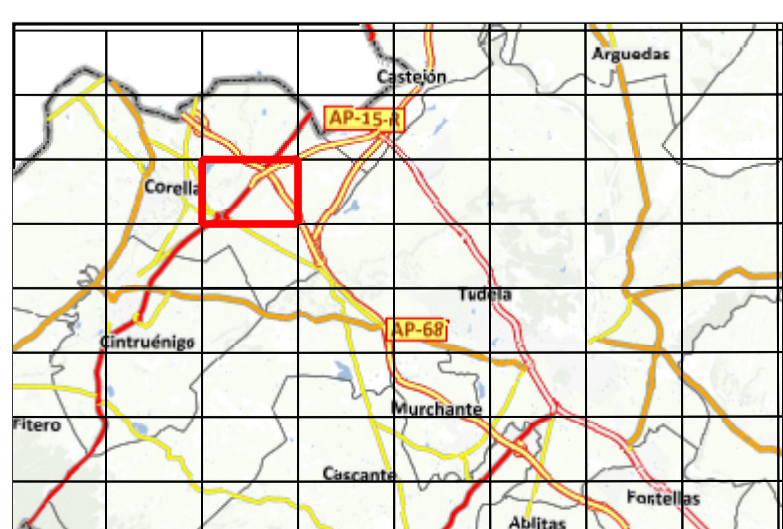 Arguedas
Castejón
AP-15-R
Corella
Tudela
AP-68
Cintruénigo
Murchante
Fitero
Cascante
Fontellas
Ablitas